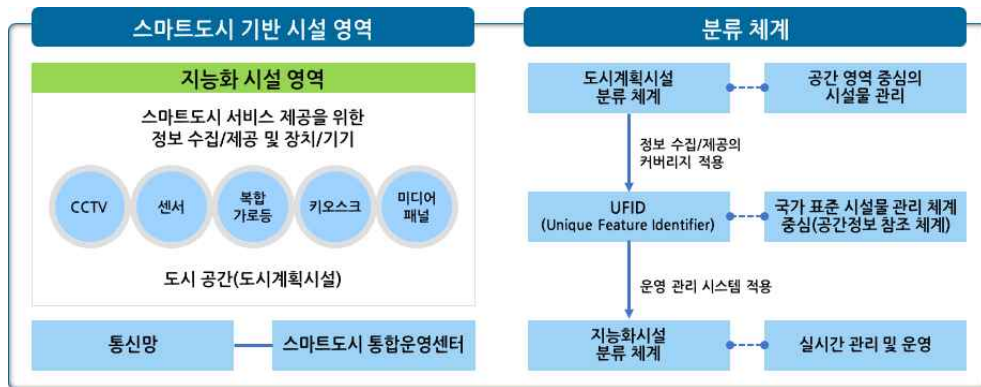 스마트도시 기반 시설 영역
지능화 시설 영역
스마트도시 서비스 제공을 위한
정보 수집/제공 및 장치/기기
CCTV
센서
복합
가로등
키오스크
미디어
패널
도시 공간(도시계획시설)
통신망
스마트도시 통합운영센터
분류 체계
도시계획시설
분류 체계
공간 영역 중심의
시설물 관리
정보 수집/제공의
커버리지 적용
UFID
(Unique Feature Identifier)
국가 표준 시설물 관리 체계
중심(공간정보 참조 체계)
운영 관리 시스템 적용
지능화시설
분류 체계
실시간 관리 및 운영